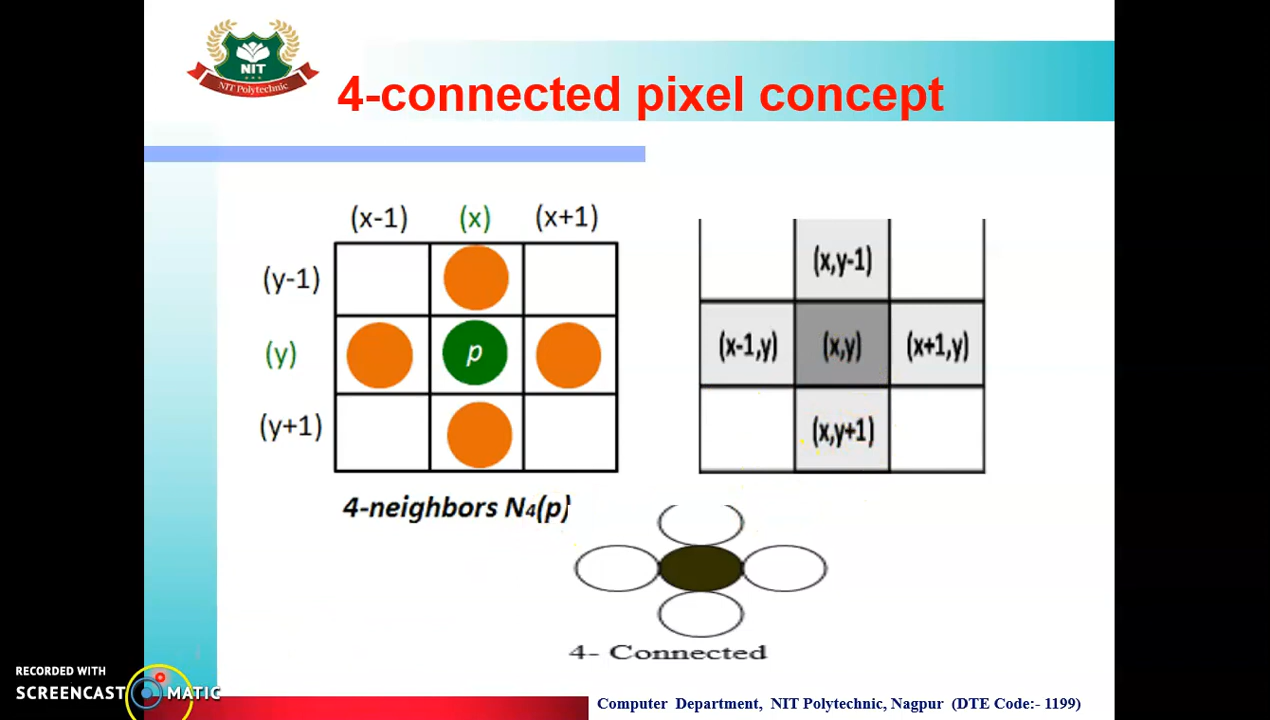 NIT
NIT Polytechnic
4-connected pixel concept
(x-1) (x) (x+1)
(y-1)
(y) p
(y+1)
4-neighbors N4(p)
(x,y-1)
(x-1,y) (x,y) (x+1,y)
(x,y+1)
4- Connected
RECORDED WITH
SCREENCAST MATIC
Computer Department, NIT Polytechnic, Nagpur (DTE Code:- 1199)